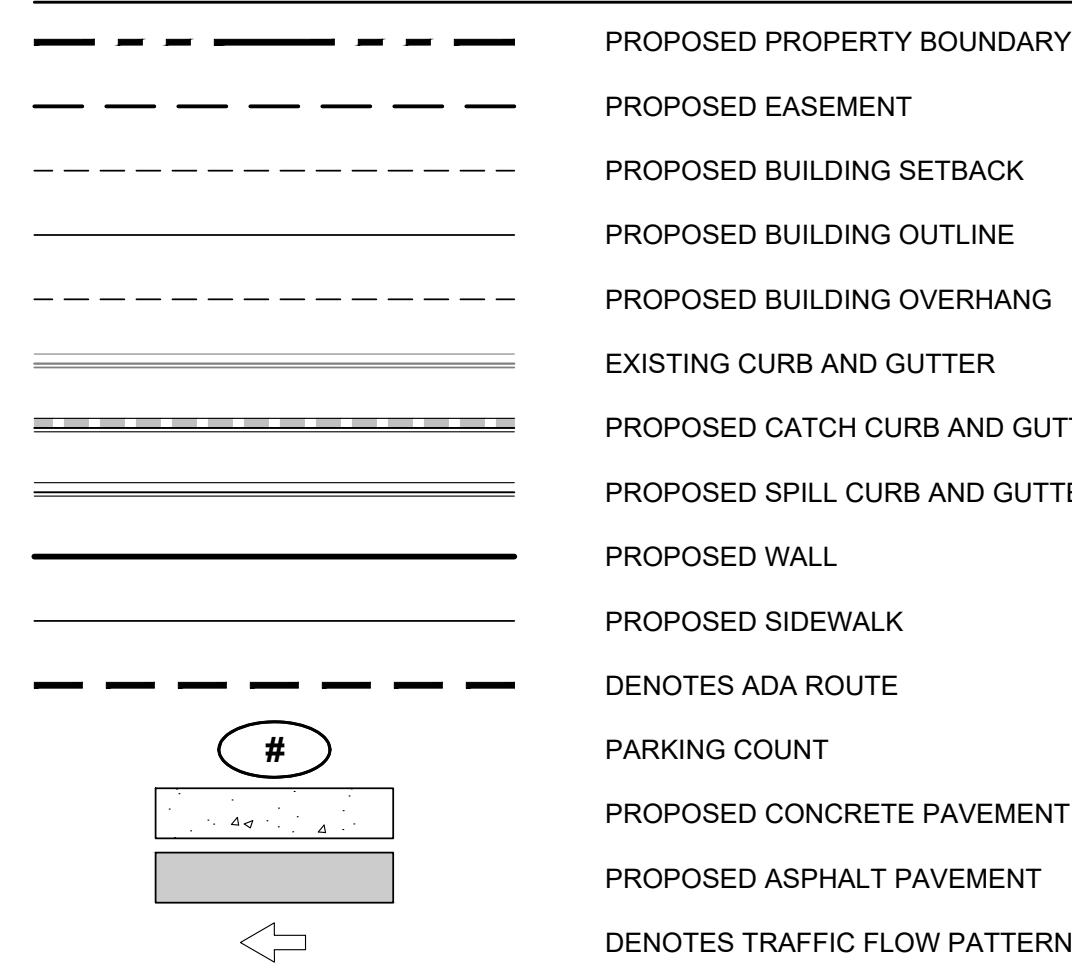 PROPOSED PROPERTY BOUNDARY
PROPOSED EASEMENT
PROPOSED BUILDING SETBACK
PROPOSED BUILDING OUTLINE
PROPOSED BUILDING OVERHANG
EXISTING CURB AND GUTTER
PROPOSED CATCH CURB AND
PROPOSED SPILL CURB AND
PROPOSED WALL
PROPOSED SIDEWALK
DENOTES ADA ROUTE
# PARKING COUNT
PROPOSED CONCRETE PAVEMENT
PROPOSED ASPHALT PAVEMENT
DENOTES TRAFFIC FLOW PATTERN